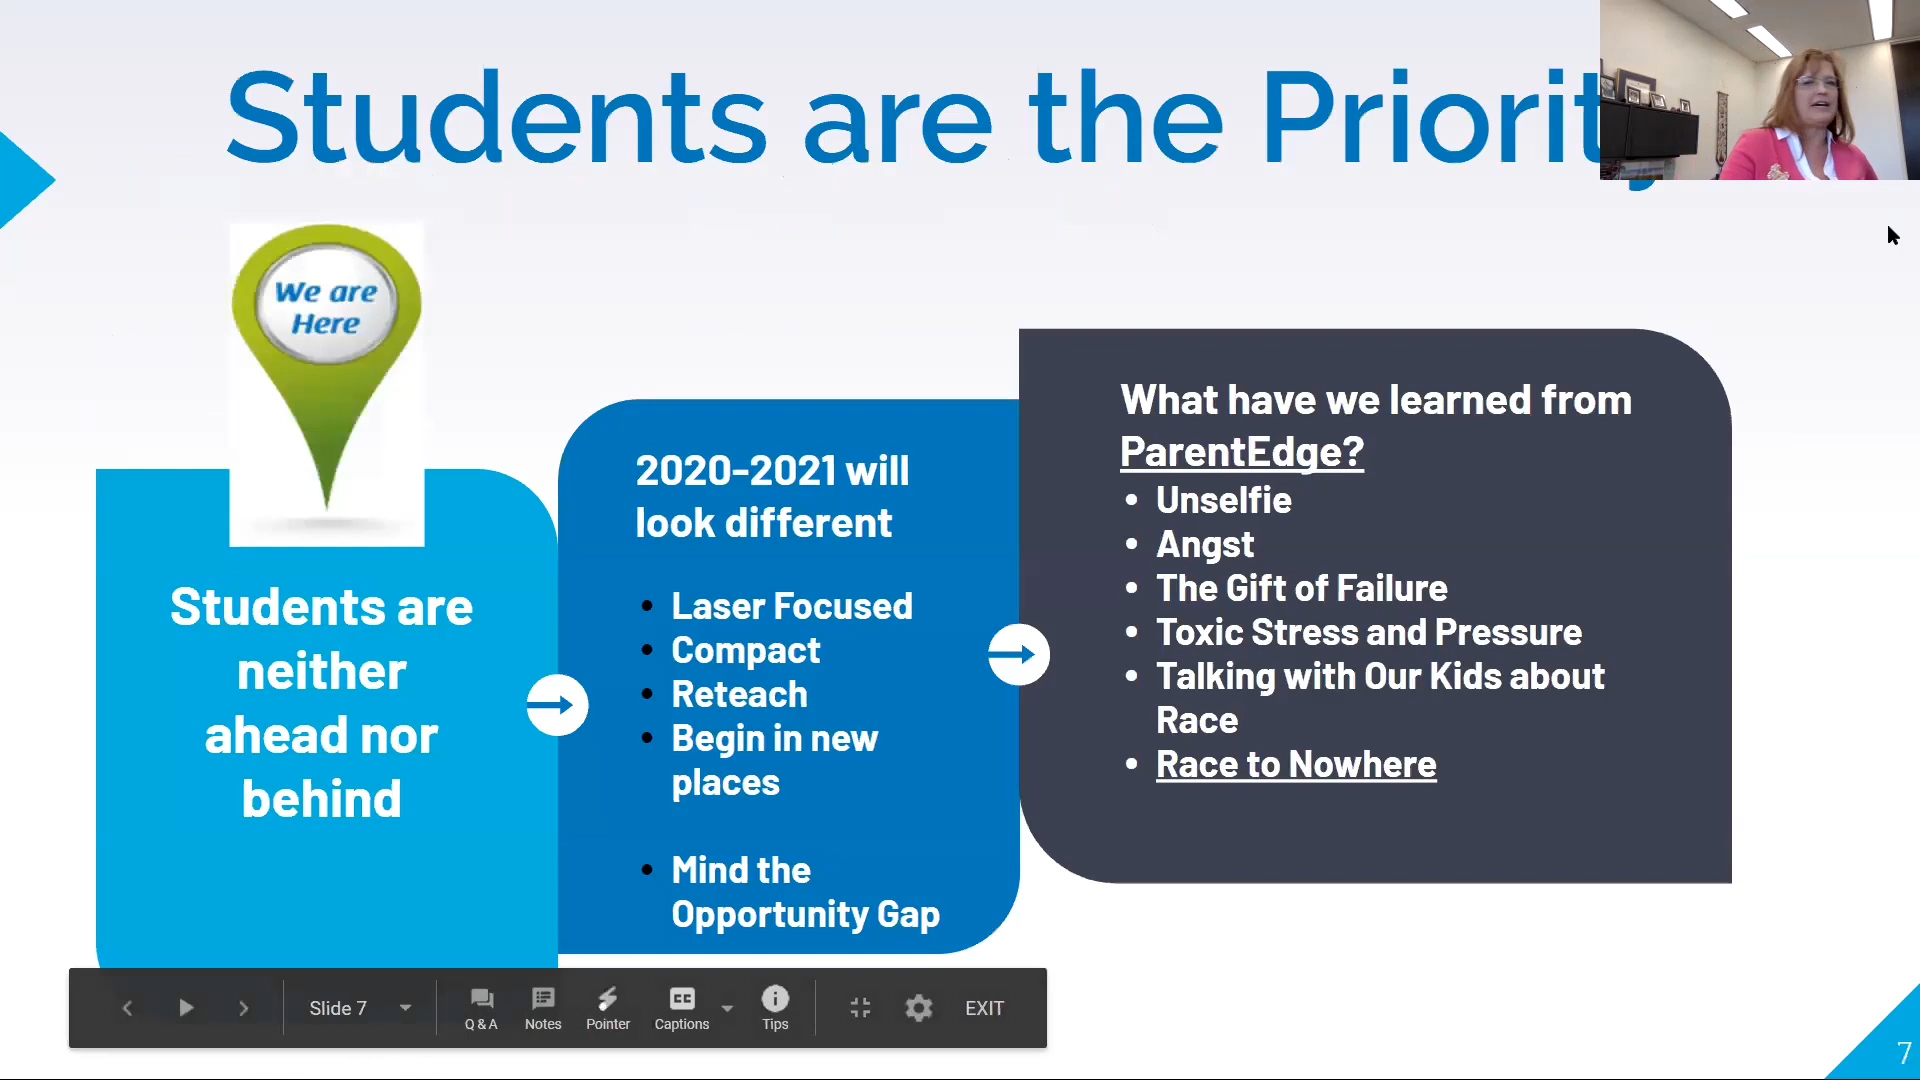 Students are the Priorit
We are
Here
Students are
neither
ahead nor
behind
2020-2021 will
look different
• Laser Focused
• Compact
• Reteach
• Begin in new
places
• Mind the
Opportunity Gap
What have we learned from
ParentEdge?
• Unselfie
• Angst
• The Gift of Failure
• Toxic Stress and Pressure
• Talking with Our Kids about
Race
• Race to Nowhere
Slide 7
Q & A
Notes
Pointer
CC
Captions
Tips
EXIT
7